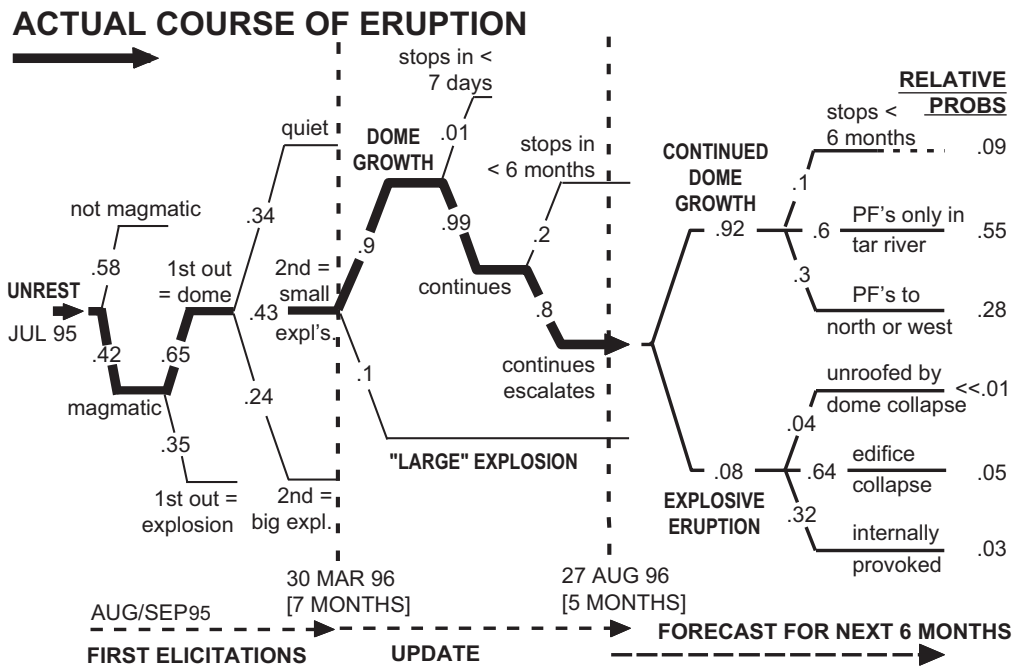 ACTUAL COURSE OF ERUPTION
UNREST
JUL 95
not magmatic
.58
.42
magmatic
1st out
= dome
.65
.35
1st out =
explosion
quiet
.34
.43
2nd =
small
expl's.
.24
2nd =
big expl.
DOME
GROWTH
.9
.1
"LARGE" EXPLOSION
stops in <
7 days
.01
.99
continues
stops in
< 6 months
.2
.8
continues
escalates
CONTINUED
DOME
GROWTH
.92
.08
EXPLOSIVE
ERUPTION
RELATIVE
PROBS
stops <
6 months
.1
.09
.6
PF's only in
tar river
.55
.3
PF's to
north or west
.28
unroofed by
dome collapse
.04
<<.01
.64
edifice
collapse
.05
.32
internally
provoked
.03
30 MAR 96
[7 MONTHS]
27 AUG 96
[5 MONTHS]
AUG/SEP95
FIRST ELICITATIONS
UPDATE
FORECAST FOR NEXT 6 MONTHS